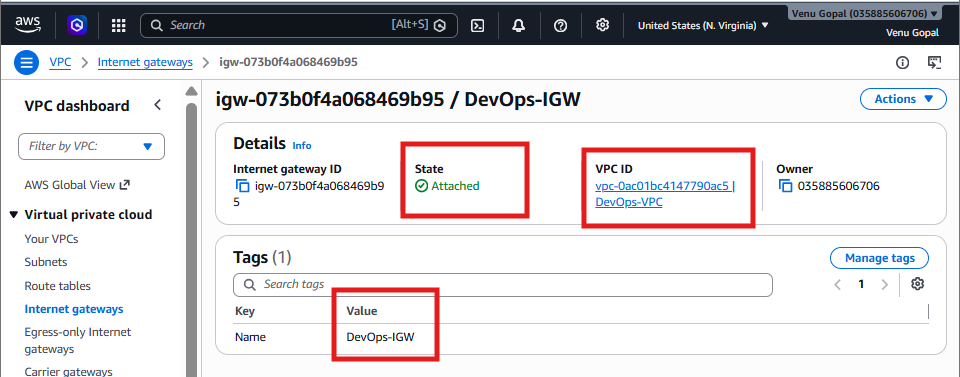 aws
Search
[Alt+S]
United States (N. Virginia)
Venu Gopal (035885606706)
Venu Gopal
VPC
Internet gateways
igw-073b0f4a068469b95
VPC dashboard
Filter by VPC:
AWS Global View
Virtual private cloud
Your VPCs
Subnets
Route tables
Internet gateways
Egress-only Internet
gateways
Carrier gateways
igw-073b0f4a068469b95 / DevOps-IGW
Actions
Details Info
Internet gateway ID
igw-073b0f4a068469b9
5
State
Attached
VPC ID
vpc-0ac01bc4147790ac5 |
DevOps-VPC
Owner
035885606706
Tags (1)
Manage tags
Search tags
1
Key Value
Name DevOps-IGW